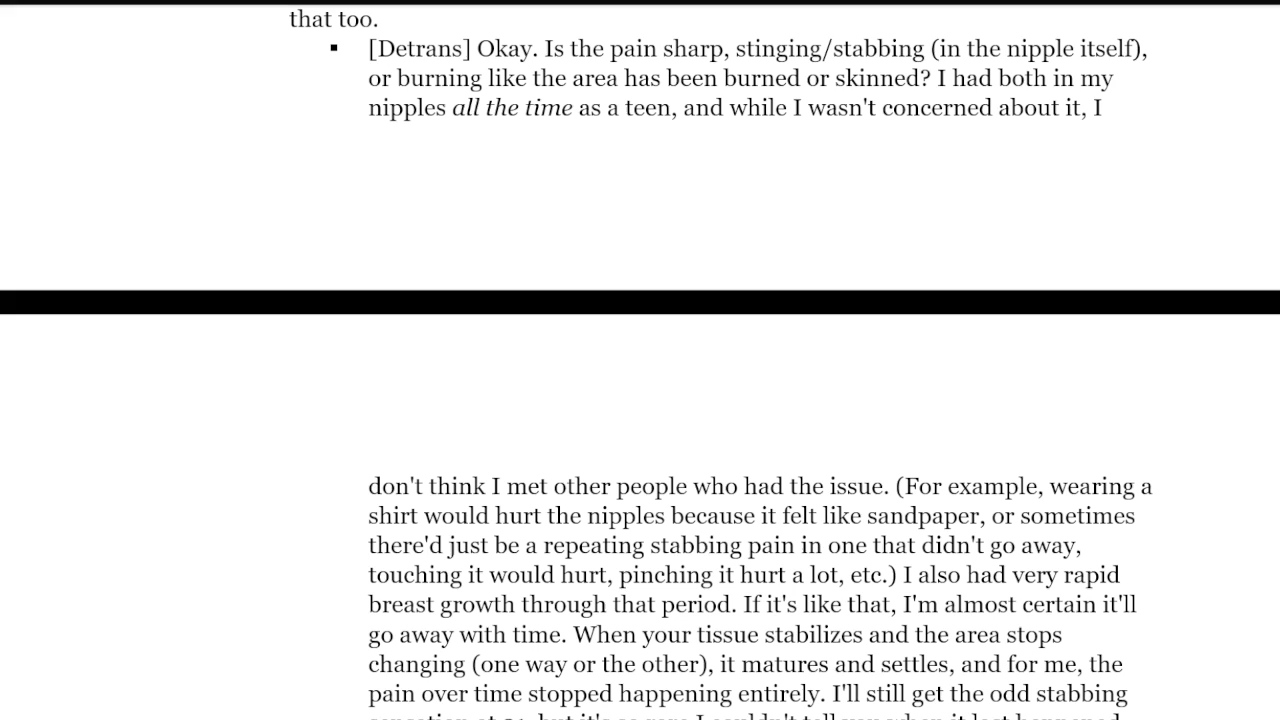 that too.
▪ [Detrans] Okay. Is the pain sharp, stinging/stabbing (in the nipple itself),
or burning like the area has been burned or skinned? I had both in my
nipples all the time as a teen, and while I wasn't concerned about it, I
don't think I met other people who had the issue. (For example, wearing a
shirt would hurt the nipples because it felt like sandpaper, or sometimes
there'd just be a repeating stabbing pain in one that didn't go away,
touching it would hurt, pinching it hurt a lot, etc.) I also had very rapid
breast growth through that period. If it's like that, I'm almost certain it'll
go away with time. When your tissue stabilizes and the area stops
changing (one way or the other), it matures and settles, and for me, the
pain over time stopped happening entirely. I'll still get the odd stabbing